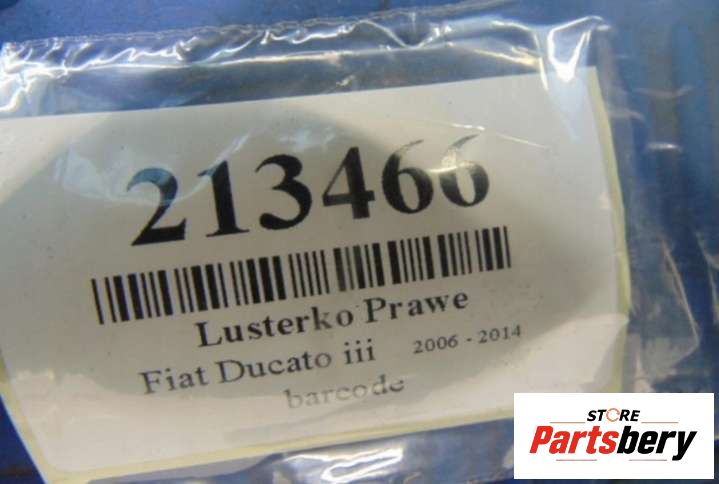 213466
Lusterko Prawe
Fiat Ducato iii 2006 - 2014
barcode
STORE
Partsbery